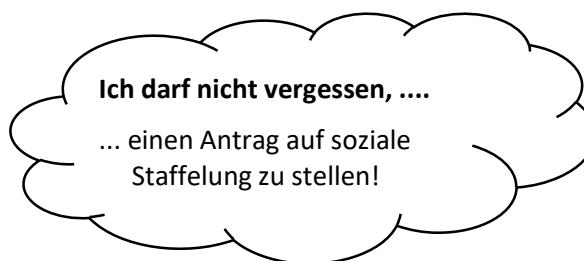 Ich darf nicht vergessen, ....
... einen Antrag auf soziale
Staffelung zu stellen!